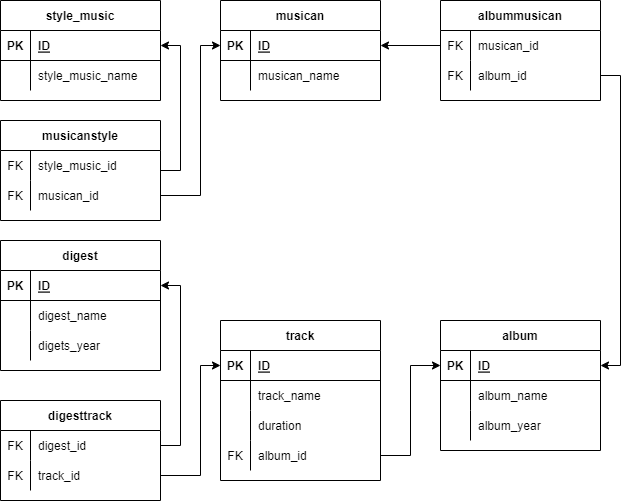 style_music
PK ID
style_music_name
musican
PK ID
musican_name
albummusican
FK musican_id
FK album_id
musicanstyle
FK style_music_id
FK musican_id
digest
PK ID
digest_name
digets_year
track
PK ID
track_name
duration
FK album_id
album
PK ID
album_name
album_year
digesttrack
FK digest_id
FK track_id